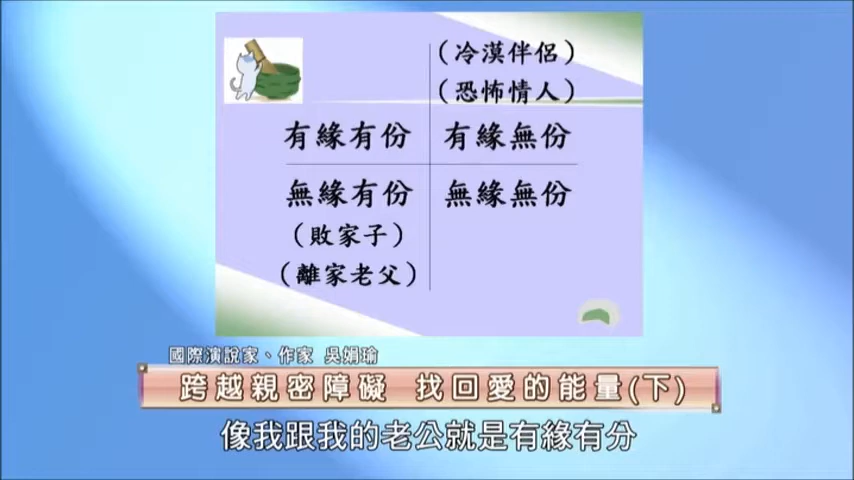 (冷漠伴侶)
(恐怖情人)
有緣有份 有緣無份
無緣有份 無緣無份
(敗家子)
(離家老父)
國際演說家、作家 吳娟瑜
跨越親密障礙 找回愛的能量(下)
像我跟我的老公就是有緣有分